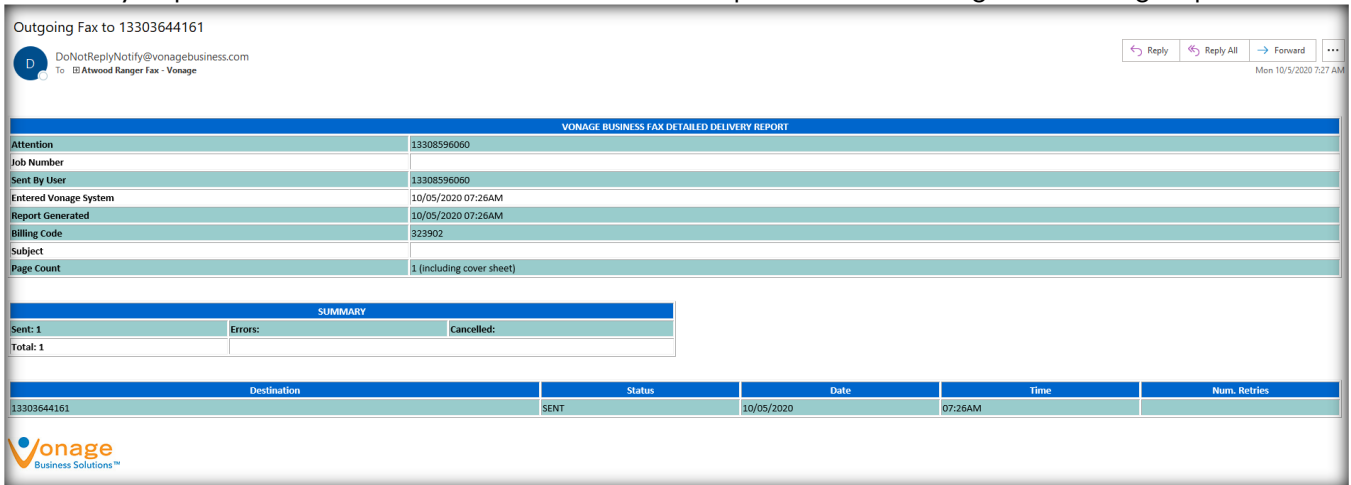 Outgoing Fax to 13303644161
D
DoNotReplyNotify@vonagebusiness.com
To Atwood Ranger Fax - Vonage
Reply Reply All Forward ...
Mon 10/5/2020 7:27 AM
VONAGE BUSINESS FAX DETAILED DELIVERY REPORT
Attention 13308596060
Job Number
Sent By User 13308596060
Entered Vonage System 10/05/2020 07:26AM
Report Generated 10/05/2020 07:26AM
Billing Code 323902
Subject
Page Count 1 (including cover sheet)
SUMMARY
Sent: 1 Errors: Cancelled:
Total: 1
Destination Status Date Time Num. Retries
13303644161 SENT 10/05/2020 07:26AM
Vonage
Business Solutions™